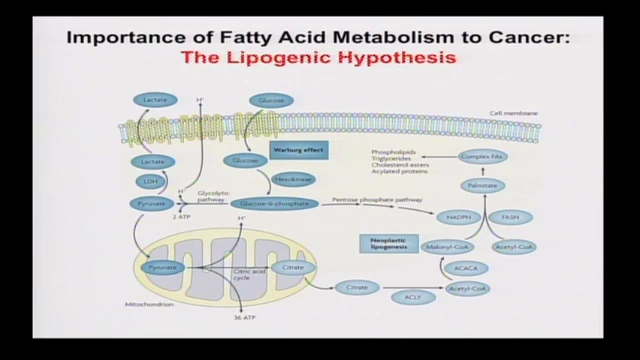 Importance of Fatty Acid Metabolism to Cancer:
The Lipogenic Hypothesis
Lactate
H⁺
Glucose
Cell membrane
Warburg effect
Lactate
Glucose
Phospholipids
Triglycerides
Cholesterol esters
Acylated proteins
Complex FAs
LDH
Hexokinase
Palmitate
H⁺
Glycolytic
pathway
Pyruvate
Glucose-6-phosphate
Pentose phosphate pathway
2 ATP
NADPH
FASN
H⁺
Neoplastic
lipogenesis
Malonyl-CoA
Acetyl-CoA
Pyruvate
Citric acid
cycle
Citrate
ACACA
Citrate
Acetyl-CoA
ACLY
Mitochondrion
36 ATP